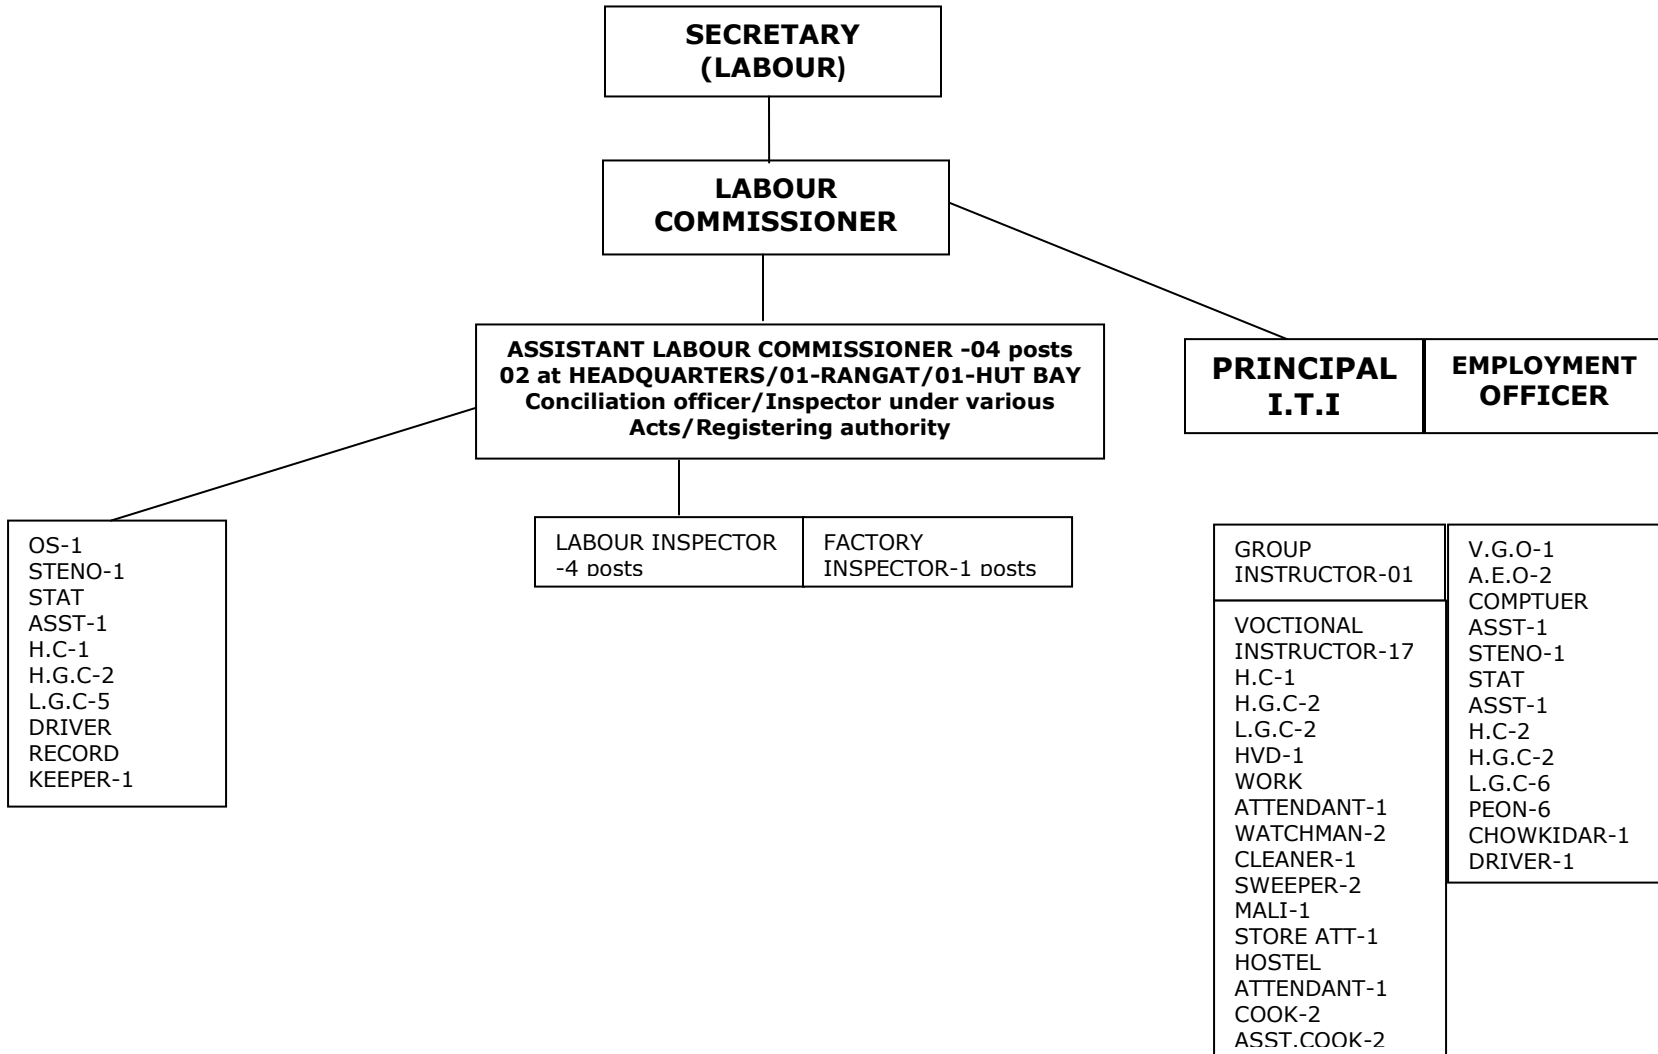 SECRETARY
(LABOUR)
LABOUR
COMMISSIONER
ASSISTANT LABOUR COMMISSIONER -04 posts
02 at HEADQUARTERS/01-RANGAT/01-HUT BAY
Conciliation officer/Inspector under various
Acts/Registering authority
PRINCIPAL
I.T.I
EMPLOYMENT
OFFICER
OS-1
STENO-1
STAT
ASST-1
H.C-1
H.G.C-2
L.G.C-5
DRIVER
RECORD
KEEPER-1
LABOUR INSPECTOR
-4 posts
FACTORY
INSPECTOR-1 posts
GROUP
INSTRUCTOR-01
VOCTIONAL
INSTRUCTOR-17
H.C-1
H.G.C-2
L.G.C-2
HVD-1
WORK
ATTENDANT-1
WATCHMAN-2
CLEANER-1
SWEEPER-2
MALI-1
STORE ATT-1
HOSTEL
ATTENDANT-1
COOK-2
ASST.COOK-2
V.G.O-1
A.E.O-2
COMPTUER
ASST-1
STENO-1
STAT
ASST-1
H.C-2
H.G.C-2
L.G.C-6
PEON-6
CHOWKIDAR-1
DRIVER-1